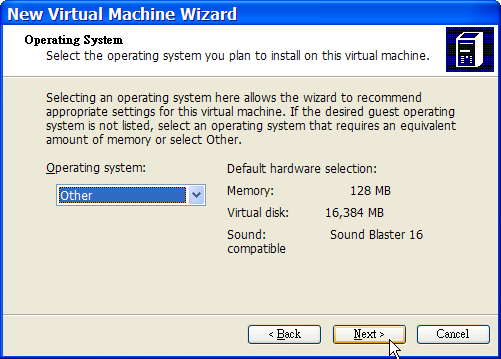 New Virtual Machine Wizard
Operating System
Select the operating system you plan to install on this virtual machine.
Selecting an operating system here allows the wizard to recommend
appropriate settings for this virtual machine. If the desired guest operating
system is not listed, select an operating system that requires an equivalent
amount of memory or select Other.
Operating system:
Other
Default hardware selection:
Memory: 128 MB
Virtual disk: 16,384 MB
Sound: Sound Blaster 16
compatible
< Back
Next >
Cancel